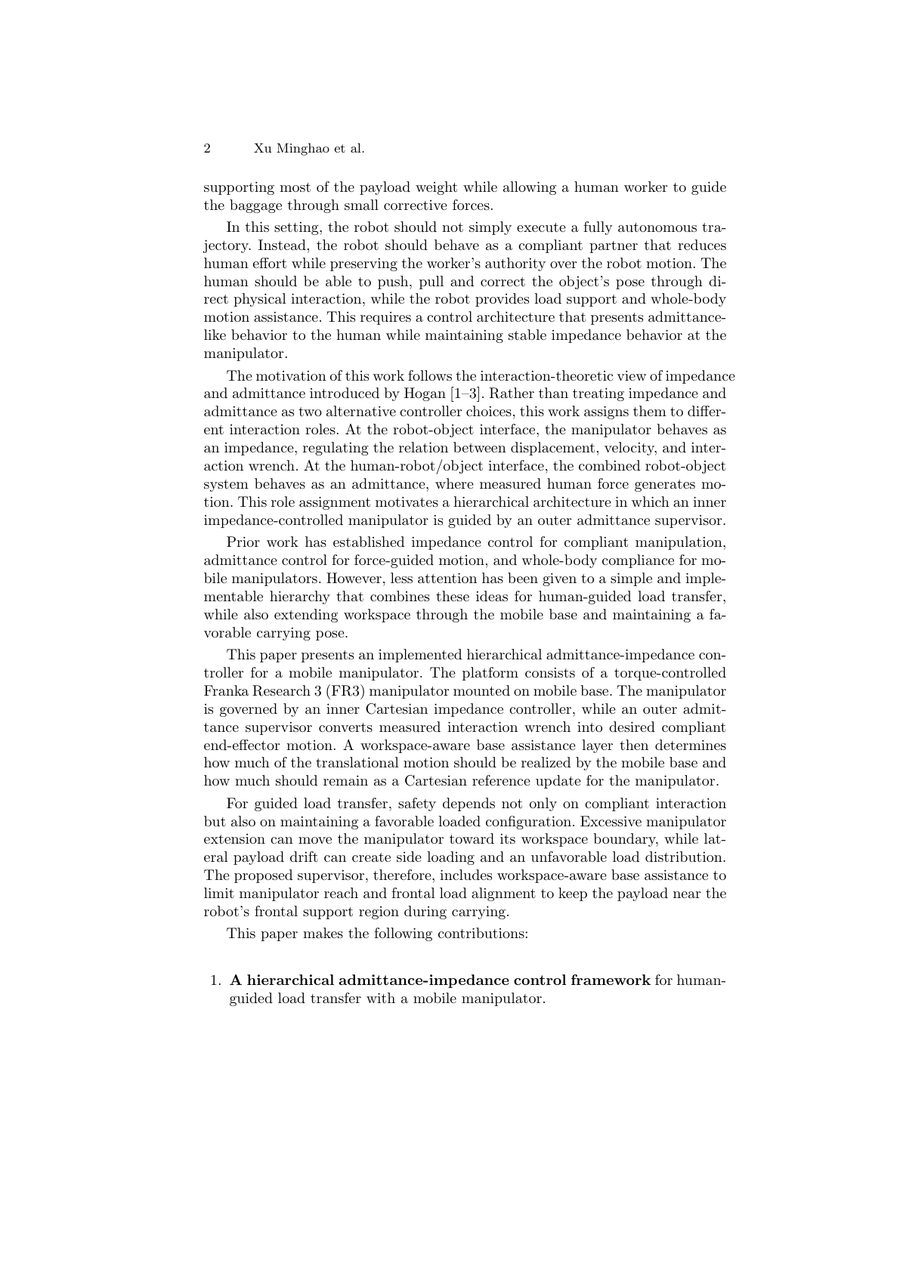 2 Xu Minghao et al.
supporting most of the payload weight while allowing a human worker to guide
the baggage through small corrective forces.
In this setting, the robot should not simply execute a fully autonomous tra-
jectory. Instead, the robot should behave as a compliant partner that reduces
human effort while preserving the worker's authority over the robot motion. The
human should be able to push, pull and correct the object's pose through di-
rect physical interaction, while the robot provides load support and whole-body
motion assistance. This requires a control architecture that presents admittance-
like behavior to the human while maintaining stable impedance behavior at the
manipulator.
The motivation of this work follows the interaction-theoretic view of impedance
and admittance introduced by Hogan [1–3]. Rather than treating impedance and
admittance as two alternative controller choices, this work assigns them to differ-
ent interaction roles. At the robot-object interface, the manipulator behaves as
an impedance, regulating the relation between displacement, velocity, and inter-
action wrench. At the human-robot/object interface, the combined robot-object
system behaves as an admittance, where measured human force generates mo-
tion. This role assignment motivates a hierarchical architecture in which an inner
impedance-controlled manipulator is guided by an outer admittance supervisor.
Prior work has established impedance control for compliant manipulation,
admittance control for force-guided motion, and whole-body compliance for mo-
bile manipulators. However, less attention has been given to a simple and imple-
mentable hierarchy that combines these ideas for human-guided load transfer,
while also extending workspace through the mobile base and maintaining a fa-
vorable carrying pose.
This paper presents an implemented hierarchical admittance-impedance con-
troller for a mobile manipulator. The platform consists of a torque-controlled
Franka Research 3 (FR3) manipulator mounted on mobile base. The manipulator
is governed by an inner Cartesian impedance controller, while an outer admit-
tance supervisor converts measured interaction wrench into desired compliant
end-effector motion. A workspace-aware base assistance layer then determines
how much of the translational motion should be realized by the mobile base and
how much should remain as a Cartesian reference update for the manipulator.
For guided load transfer, safety depends not only on compliant interaction
but also on maintaining a favorable loaded configuration. Excessive manipulator
extension can move the manipulator toward its workspace boundary, while lat-
eral payload drift can create side loading and an unfavorable load distribution.
The proposed supervisor, therefore, includes workspace-aware base assistance to
limit manipulator reach and frontal load alignment to keep the payload near the
robot's frontal support region during carrying.
This paper makes the following contributions:
1. A hierarchical admittance-impedance control framework for human-
guided load transfer with a mobile manipulator.